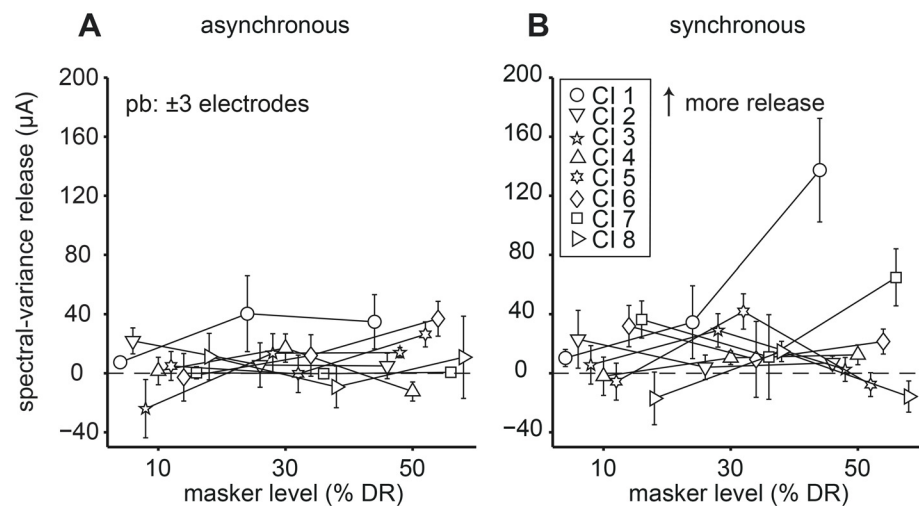 A
asynchronous
B
synchronous
spectral-variance release (μA)
200
160
120
80
40
0
−40
pb: ±3 electrodes
10
30
50
masker level (% DR)
200
160
120
80
40
0
−40
CI 1
CI 2
CI 3
CI 4
CI 5
CI 6
CI 7
CI 8
↑ more release
10
30
50
masker level (% DR)